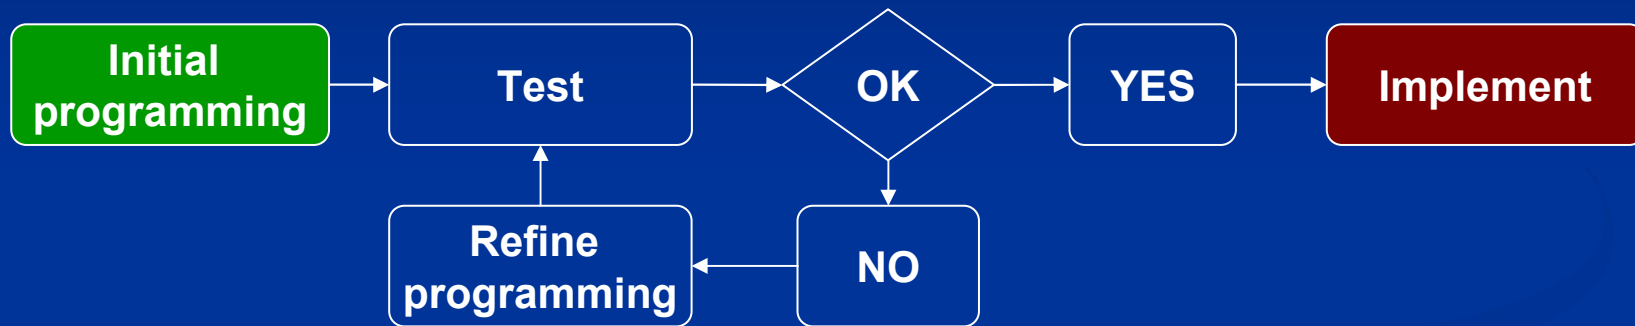 Initial
programming
Test
OK
YES
Implement
Refine
programming
NO